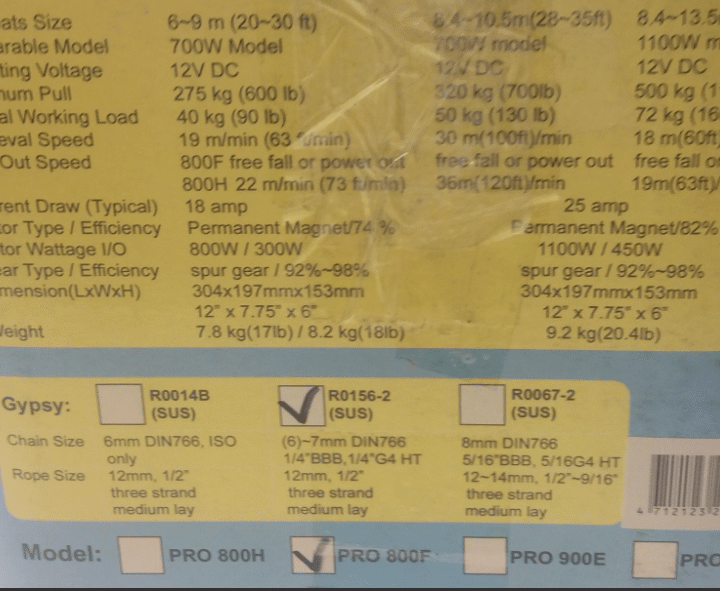 ats Size 6~9 m (20~30 ft) 8.4~10.5m(28~35ft) 8.4~13.5
arable Model 700W Model 700W model 1100W m
ting Voltage 12V DC 12V DC 12V DC
num Pull 275 kg (600 lb) 320 kg (700lb) 500 kg (1
al Working Load 40 kg (90 lb) 50 kg (130 lb) 72 kg (16
eval Speed 19 m/min (63 ft/min) 30 m(100ft)/min 18 m(60ft)
Out Speed 800F free fall or power out free fall or power out free fall o
800H 22 m/min (73 ft/min) 36m(120ft)/min 19m(63ft)/
rent Draw (Typical) 18 amp 25 amp
or Type / Efficiency Permanent Magnet/74 % Permanent Magnet/82%
tor Wattage I/O 800W / 300W 1100W / 450W
ar Type / Efficiency spur gear / 92%~98% spur gear / 92%~98%
mension(LxWxH) 304x197mmx153mm 304x197mmx153mm
12" x 7.75" x 6" 12" x 7.75" x 6"
Weight 7.8 kg(17lb) / 8.2 kg(18lb) 9.2 kg(20.4lb)
Gypsy: R0014B (SUS) R0156-2 (SUS) R0067-2 (SUS)
Chain Size 6mm DIN766, ISO (6)~7mm DIN766 8mm DIN766
only 1/4"BBB,1/4"G4 HT 5/16"BBB, 5/16G4 HT
Rope Size 12mm, 1/2" 12mm, 1/2" 12~14mm, 1/2"~9/16"
three strand three strand three strand
medium lay medium lay medium lay
4 712123 2
Model: PRO 800H PRO 800F PRO 900E PRO